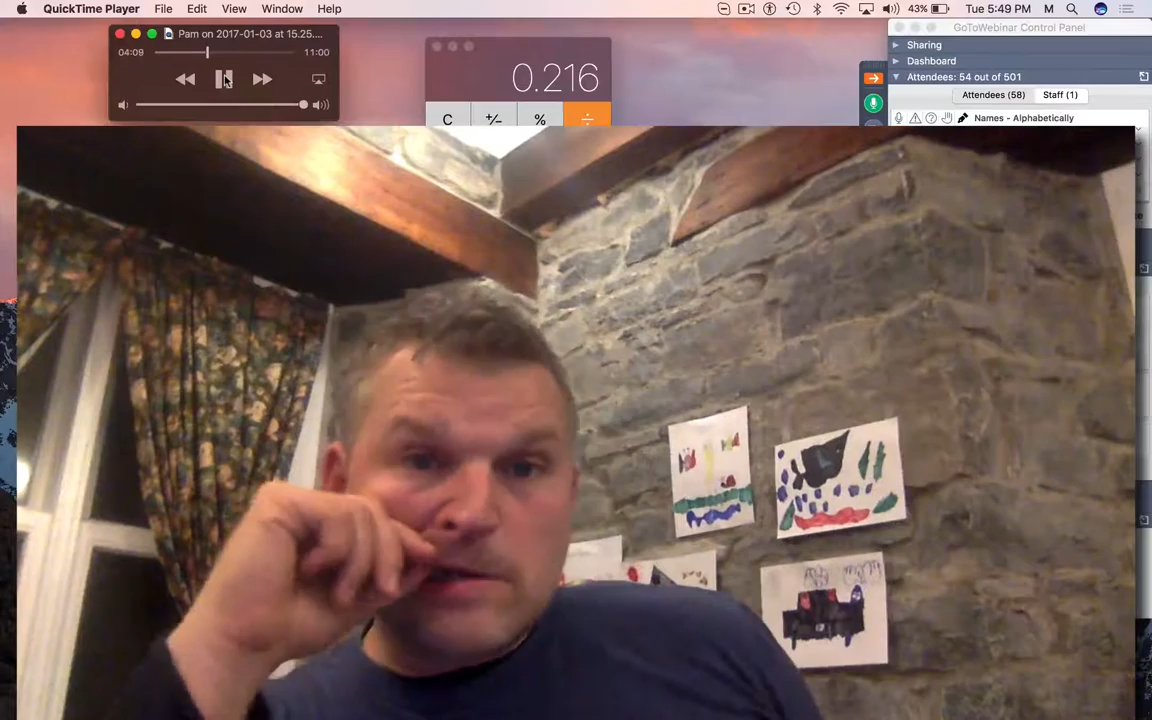 QuickTime Player File Edit View Window Help 43% Tue 5:49 PM M
Pam on 2017-01-03 at 15.25....
04:09 11:00
0.216
C +/- % ÷
GoToWebinar Control Panel
Sharing
Dashboard
Attendees: 54 out of 501
Attendees (58) Staff (1)
Names - Alphabetically